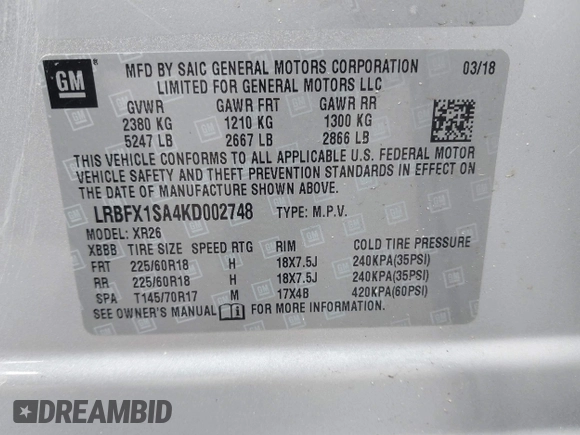 GM
MFD BY SAIC GENERAL MOTORS CORPORATION 03/18
LIMITED FOR GENERAL MOTORS LLC
GVWR GAWR FRT GAWR RR
2380 KG 1210 KG 1300 KG
5247 LB 2667 LB 2866 LB
THIS VEHICLE CONFORMS TO ALL APPLICABLE U.S. FEDERAL MOTOR
VEHICLE SAFETY AND THEFT PREVENTION STANDARDS IN EFFECT ON
THE DATE OF MANUFACTURE SHOWN ABOVE.
LRBFX1SA4KD002748 TYPE: M.P.V.
MODEL: XR26
XBBB TIRE SIZE SPEED RTG RIM COLD TIRE PRESSURE
FRT 225/60R18 H 18X7.5J 240KPA(35PSI)
RR 225/60R18 H 18X7.5J 240KPA(35PSI)
SPA T145/70R17 M 17X4B 420KPA(60PSI)
SEE OWNER'S MANUAL FOR MORE INFORMATION.
DREAMBID